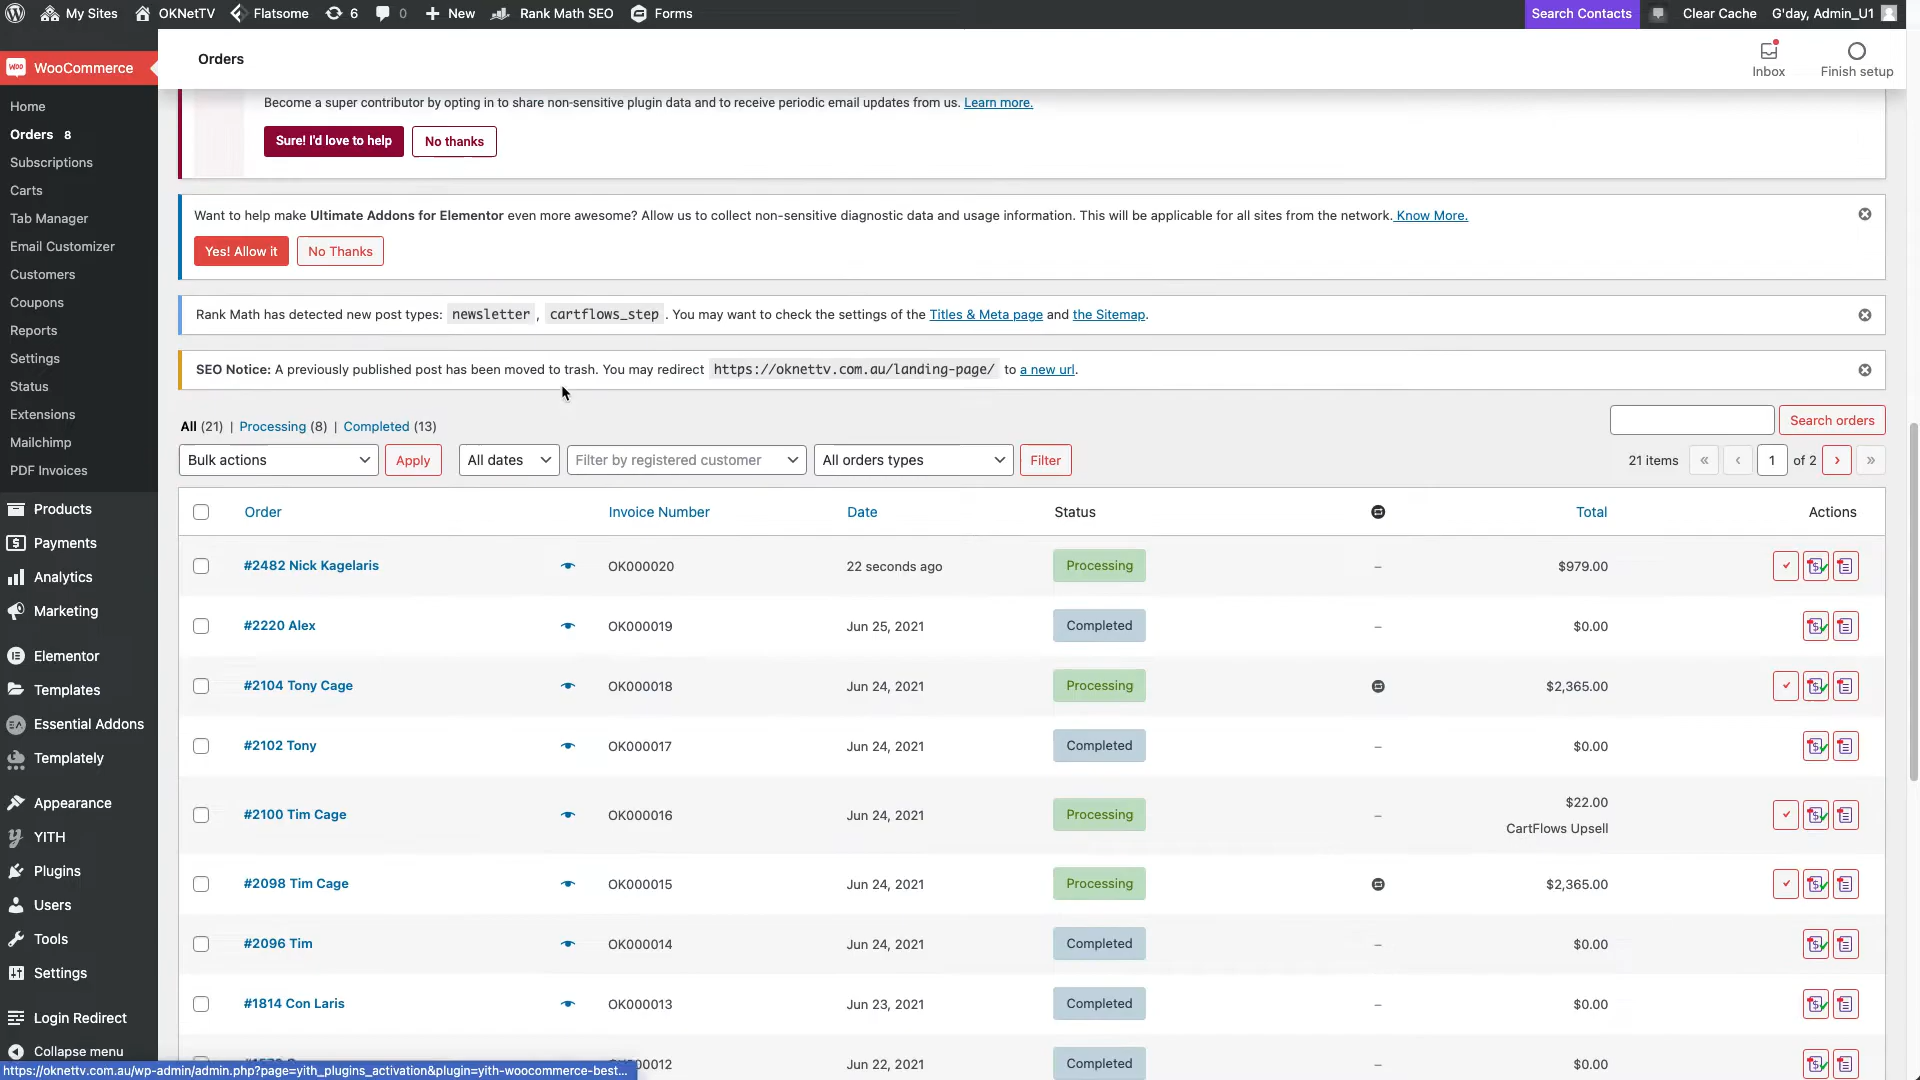 My Sites OKNetTV Flatsome 6 0 New Rank Math SEO Forms Search Contacts Clear Cache G'day, Admin_U1
WooCommerce
Orders
Inbox
Finish setup
Home
Orders 8
Subscriptions
Carts
Tab Manager
Email Customizer
Customers
Coupons
Reports
Settings
Status
Extensions
Mailchimp
PDF Invoices
Products
Payments
Analytics
Marketing
Elementor
Templates
Essential Addons
Templately
Appearance
YITH
Plugins
Users
Tools
Settings
Login Redirect
Collapse menu
Become a super contributor by opting in to share non-sensitive plugin data and to receive periodic email updates from us. Learn more.
Sure! I'd love to help No thanks
Want to help make Ultimate Addons for Elementor even more awesome? Allow us to collect non-sensitive diagnostic data and usage information. This will be applicable for all sites from the network. Know More.
Yes! Allow it No Thanks
Rank Math has detected new post types: newsletter , cartflows_step . You may want to check the settings of the Titles & Meta page and the Sitemap.
SEO Notice: A previously published post has been moved to trash. You may redirect https://oknettv.com.au/landing-page/ to a new url.
All (21) | Processing (8) | Completed (13)
Search orders
Bulk actions Apply All dates Filter by registered customer All orders types Filter 21 items « ‹ 1 of 2 › »
Order Invoice Number Date Status Total Actions
#2482 Nick Kagelaris OK000020 22 seconds ago Processing – $979.00
#2220 Alex OK000019 Jun 25, 2021 Completed – $0.00
#2104 Tony Cage OK000018 Jun 24, 2021 Processing $2,365.00
#2102 Tony OK000017 Jun 24, 2021 Completed – $0.00
#2100 Tim Cage OK000016 Jun 24, 2021 Processing – $22.00
CartFlows Upsell
#2098 Tim Cage OK000015 Jun 24, 2021 Processing $2,365.00
#2096 Tim OK000014 Jun 24, 2021 Completed – $0.00
#1814 Con Laris OK000013 Jun 23, 2021 Completed – $0.00
Jun 22, 2021 Completed – $0.00
https://oknettv.com.au/wp-admin/admin.php?page=yith_plugins_activation&plugin=yith-woocommerce-best...